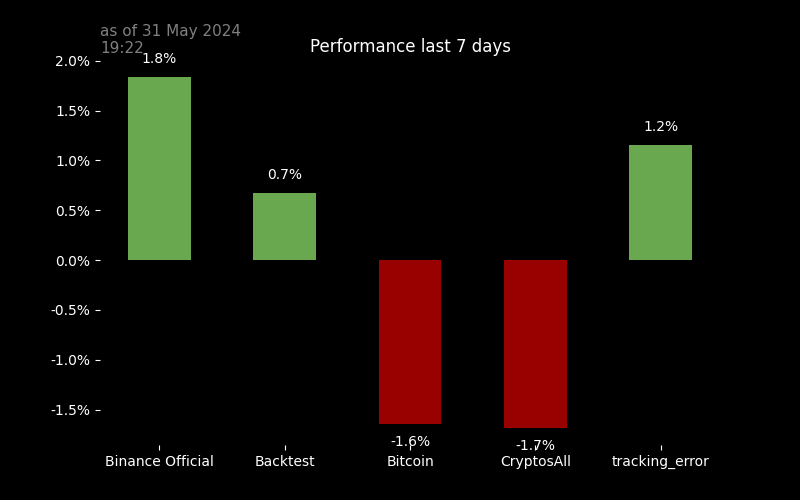 as of 31 May 2024
19:22
Performance last 7 days
2.0%
1.5%
1.0%
0.5%
0.0%
-0.5%
-1.0%
-1.5%
1.8%
0.7%
-1.6%
-1.7%
1.2%
Binance Official
Backtest
Bitcoin
CryptosAll
tracking_error